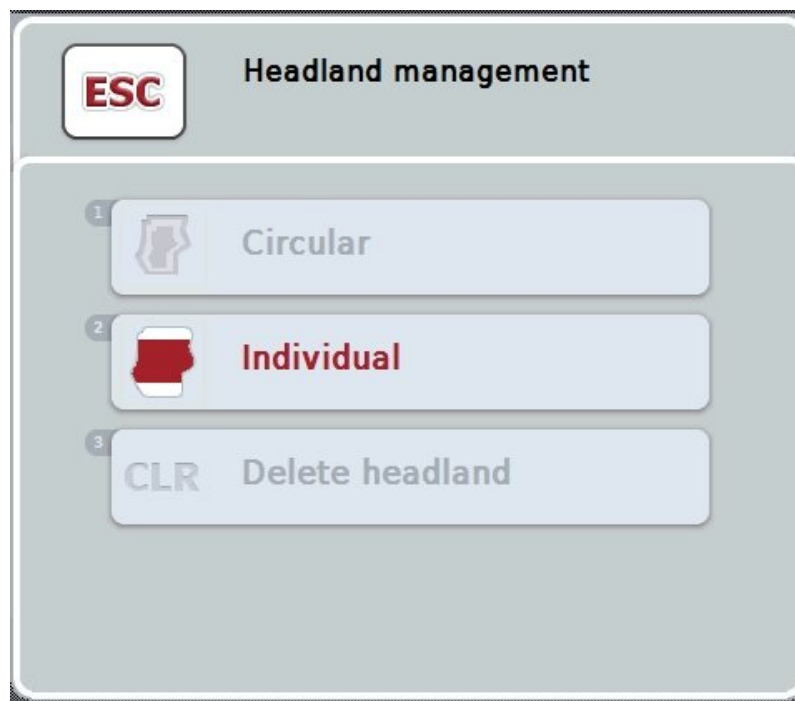 ESC
Headland management
1
Circular
2
Individual
3
CLR
Delete headland